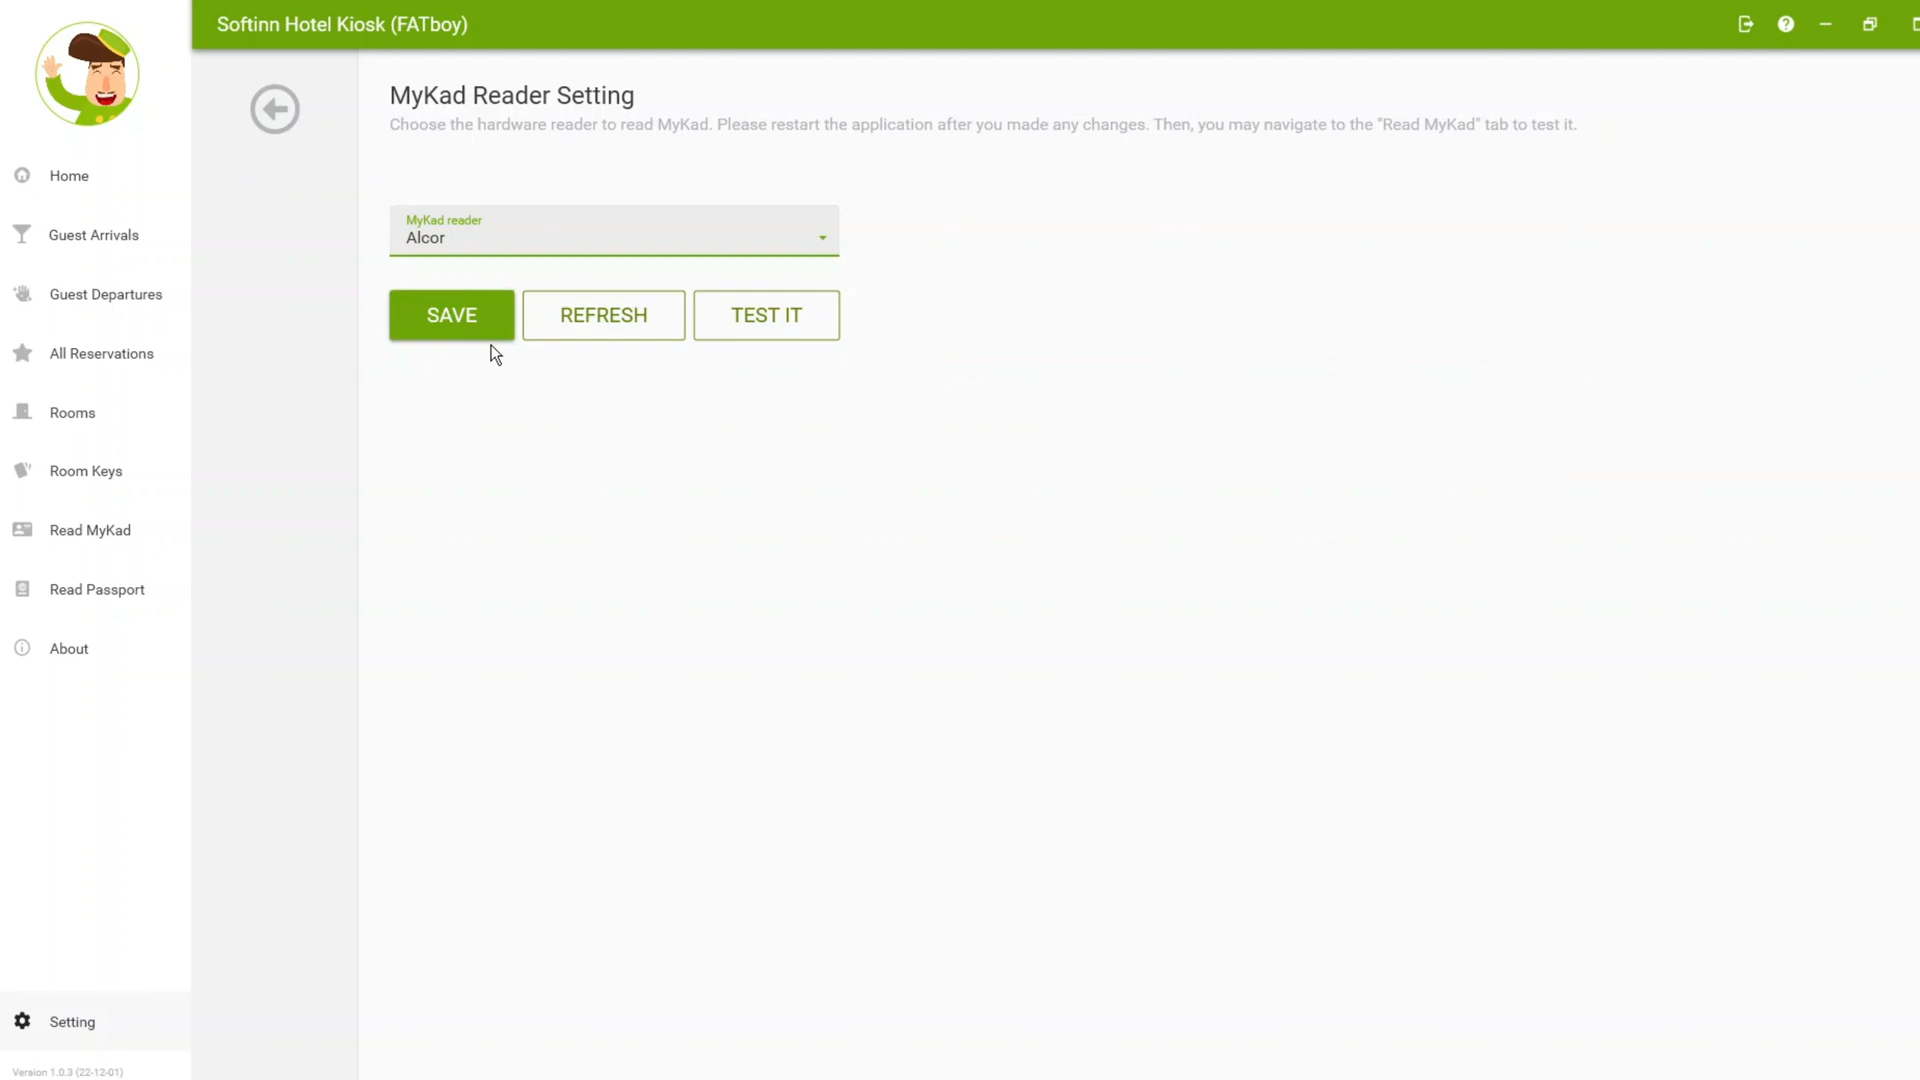 Softinn Hotel Kiosk (FATboy)
Home
Guest Arrivals
Guest Departures
All Reservations
Rooms
Room Keys
Read MyKad
Read Passport
About
Setting
Version 1.0.3 (22-12-01)
MyKad Reader Setting
Choose the hardware reader to read MyKad. Please restart the application after you made any changes. Then, you may navigate to the "Read MyKad" tab to test it.
MyKad reader
Alcor
SAVE
REFRESH
TEST IT